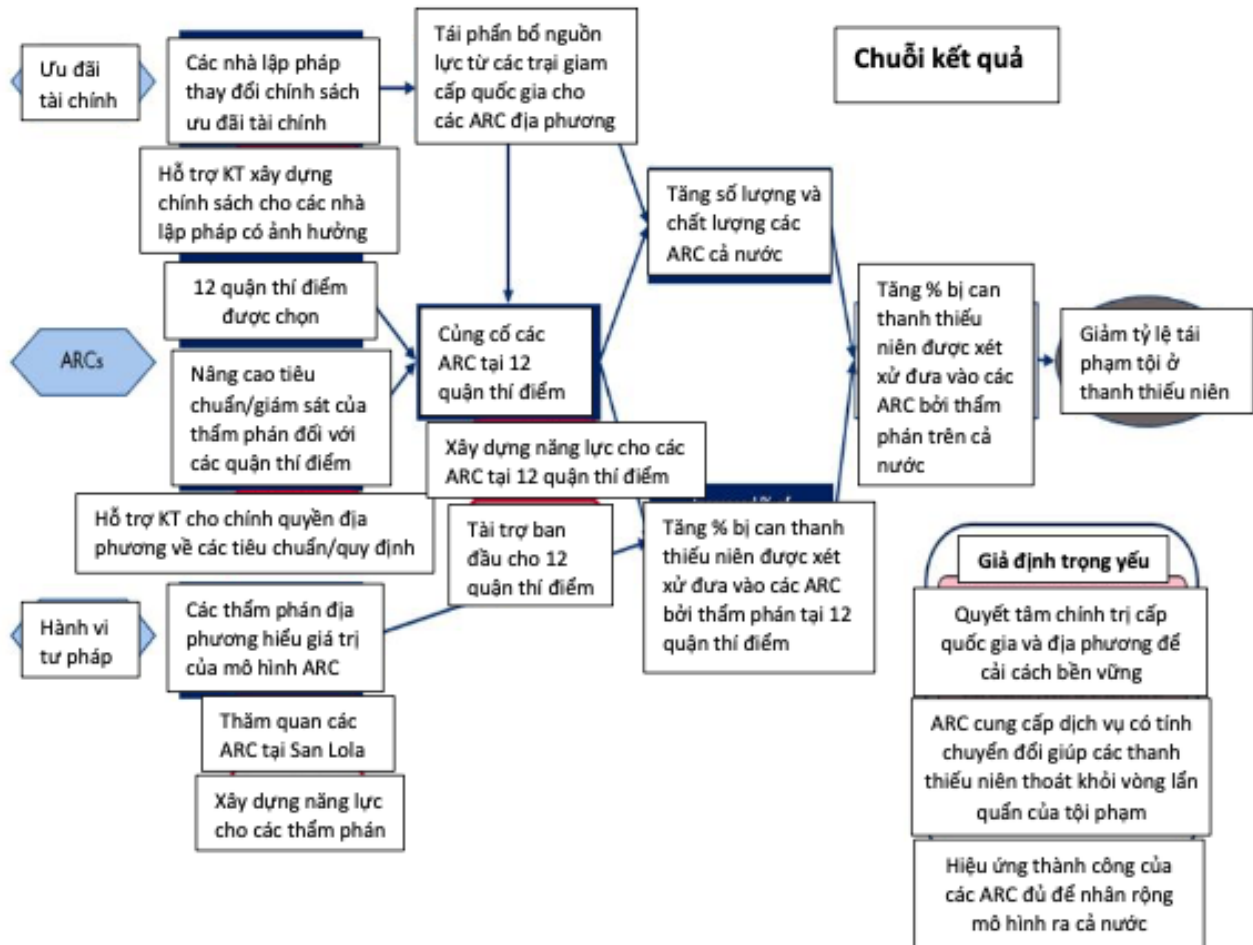 Chuỗi kết quả
Ưu đãi
tài chính
Các nhà lập pháp
thay đổi chính sách
ưu đãi tài chính
Tái phẩn bổ nguồn
lực từ các trại giam
cấp quốc gia cho
các ARC địa phương
Hỗ trợ KT xây dựng
chính sách cho các nhà
lập pháp có ảnh hưởng
Tăng số lượng và
chất lượng các
ARC cả nước
12 quận thí điểm
được chọn
ARCs
Củng cố các
ARC tại 12
quận thí điểm
Tăng % bị can
thanh thiếu
niên được xét
xử đưa vào các
ARC bởi thẩm
phán trên cả
nước
Giảm tỷ lệ tái
phạm tội ở
thanh thiếu niên
Nâng cao tiêu
chuẩn/giám sát của
thẩm phán đối với
các quận thí điểm
Xây dựng năng lực cho các
ARC tại 12 quận thí điểm
Hỗ trợ KT cho chính quyền địa
phương về các tiêu chuẩn/quy định
Tài trợ ban
đầu cho 12
quận thí điểm
Tăng % bị can thanh
thiếu niên được xét
xử đưa vào các ARC
bởi thẩm phán tại 12
quận thí điểm
Hành vi
tư pháp
Các thẩm phán địa
phương hiểu giá trị
của mô hình ARC
Thăm quan các
ARC tại San Lola
Xây dựng năng lực
cho các thẩm phán
Giả định trọng yếu
Quyết tâm chính trị cấp
quốc gia và địa phương để
cải cách bền vững
ARC cung cấp dịch vụ có tính
chuyển đổi giúp các thanh
thiếu niên thoát khỏi vòng lẩn
quẩn của tội phạm
Hiệu ứng thành công của
các ARC đủ để nhân rộng
mô hình ra cả nước